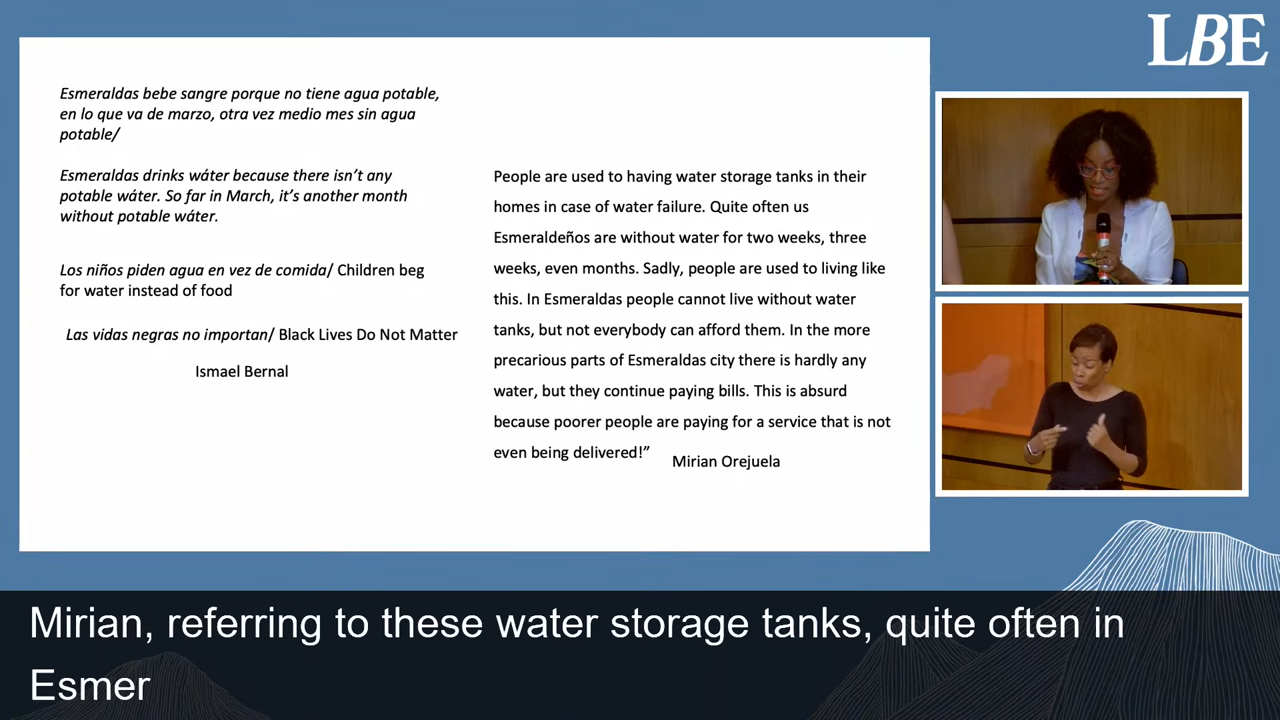 LBE
Esmeraldas bebe sangre porque no tiene agua potable,
en lo que va de marzo, otra vez medio mes sin agua
potable/
Esmeraldas drinks wáter because there isn't any
potable wáter. So far in March, it's another month
without potable wáter.
Los niños piden agua en vez de comida/ Children beg
for water instead of food
Las vidas negras no importan/ Black Lives Do Not Matter
Ismael Bernal
People are used to having water storage tanks in their
homes in case of water failure. Quite often us
Esmeraldeños are without water for two weeks, three
weeks, even months. Sadly, people are used to living like
this. In Esmeraldas people cannot live without water
tanks, but not everybody can afford them. In the more
precarious parts of Esmeraldas city there is hardly any
water, but they continue paying bills. This is absurd
because poorer people are paying for a service that is not
even being delivered!”
Mirian Orejuela
Mirian, referring to these water storage tanks, quite often in
Esmer